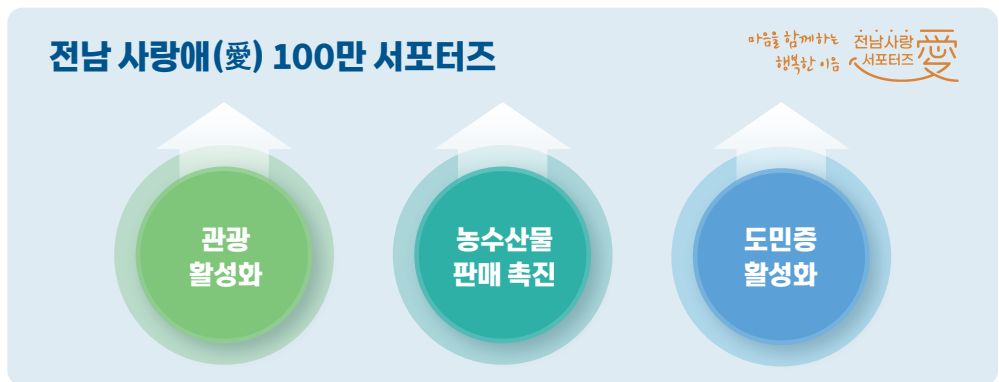 전남 사랑애(愛) 100만 서포터즈
마음을 함께하는
행복한 이음
전남사랑
서포터즈
愛
관광
활성화
농수산물
판매 촉진
도민증
활성화